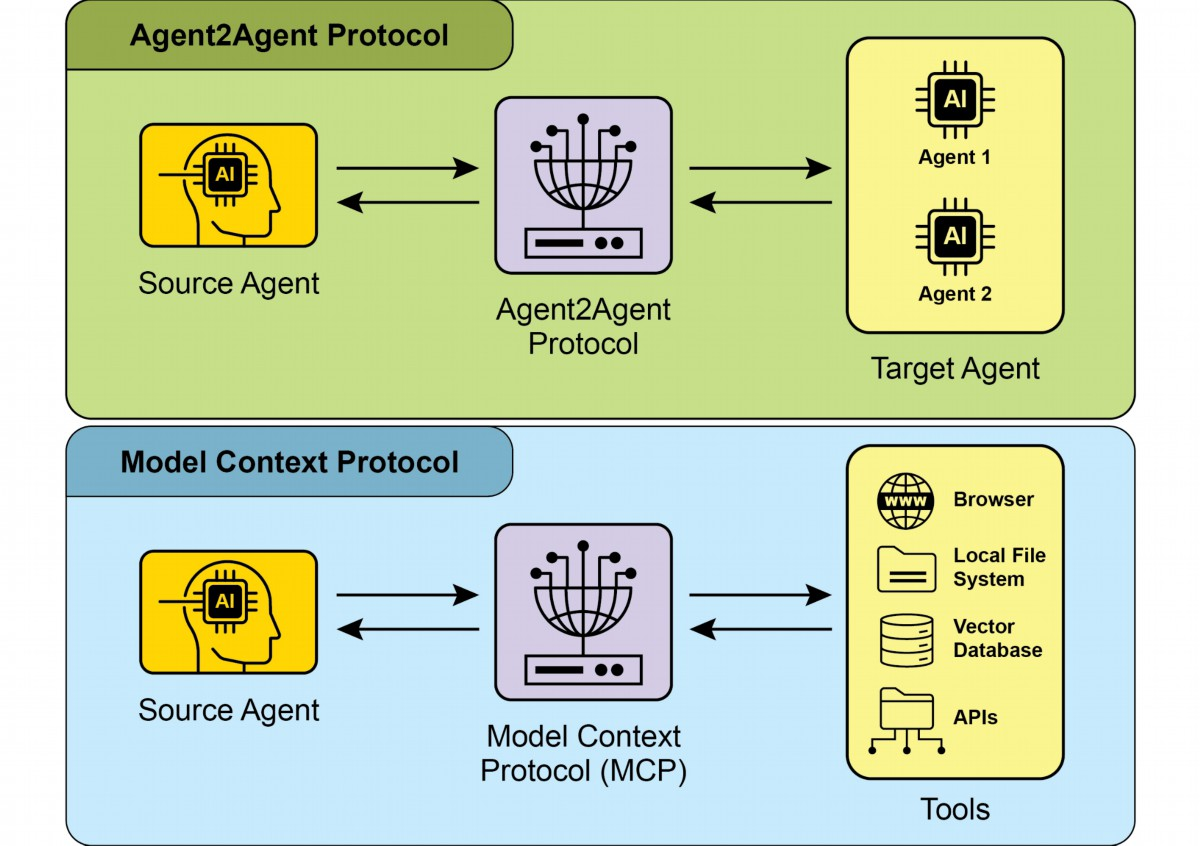 Agent2Agent Protocol
AI
Source Agent
Agent2Agent
Protocol
AI
Agent 1
AI
Agent 2
Target Agent
Model Context Protocol
AI
Source Agent
Model Context
Protocol (MCP)
WWW
Browser
Local File
System
Vector
Database
APIs
Tools